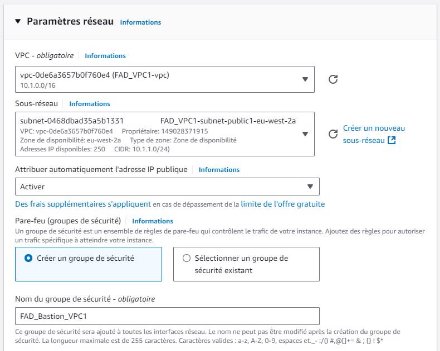 Paramètres réseau Informations
VPC - obligatoire Informations
vpc-0de6a3657b0f760e4 (FAD_VPC1-vpc)
10.1.0.0/16
Sous-réseau Informations
subnet-0468dbad35a5b1331 FAD_VPC1-subnet-public1-eu-west-2a
VPC: vpc-0de6a3657b0f760e4 Propriétaire: 149028371915
Zone de disponibilité: eu-west-2a Type de zone: Zone de disponibilité
Adresses IP disponibles: 250 CIDR: 10.1.1.0/24)
Créer un nouveau
sous-réseau
Attribuer automatiquement l'adresse IP publique Informations
Activer
Des frais supplémentaires s'appliquent en cas de dépassement de la limite de l'offre gratuite
Pare-feu (groupes de sécurité) Informations
Un groupe de sécurité est un ensemble de règles de pare-feu qui contrôlent le trafic de votre instance. Ajoutez des règles pour autoriser
un trafic spécifique à atteindre votre instance.
Créer un groupe de sécurité
Sélectionner un groupe de
sécurité existant
Nom du groupe de sécurité - obligatoire
FAD_Bastion_VPC1
Ce groupe de sécurité sera ajouté à toutes les interfaces réseau. Le nom ne peut pas être modifié après la création du groupe de
sécurité. La longueur maximale est de 255 caractères. Caractères valides : a-z, A-Z, 0-9, espaces et._-:/() #,@[]+=&;{}!$*